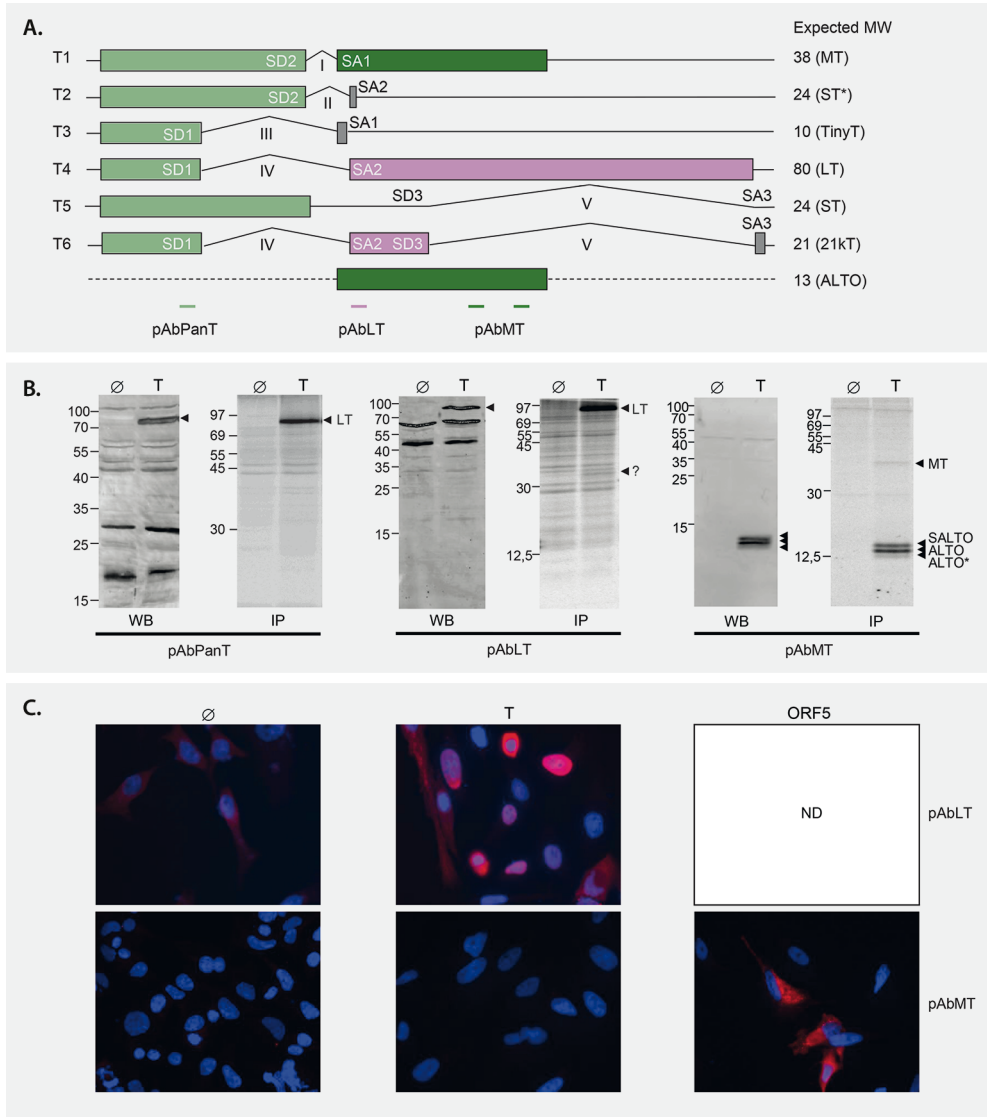 A.
Expected MW
T1 SD2 I SA1 38 (MT)
T2 SD2 II SA2 24 (ST*)
T3 SD1 III SA1 10 (TinyT)
T4 SD1 IV SA2 80 (LT)
T5 SD3 V SA3 24 (ST)
T6 SD1 IV SA2 SD3 V SA3 21 (21kT)
13 (ALTO)
pAbPanT pAbLT pAbMT
B.
∅ T ∅ T ∅ T ∅ T ∅ T ∅ T
100
70
55
40
35
25
15
97
69
55
45
30
LT
100
70
55
40
35
25
15
97
69
55
45
30
12,5
LT
?
100
70
55
40
35
25
15
97
69
55
45
30
12,5
MT
SALTO
ALTO
ALTO*
WB IP WB IP WB IP
pAbPanT pAbLT pAbMT
C.
∅ T ORF5
ND
pAbLT
pAbMT